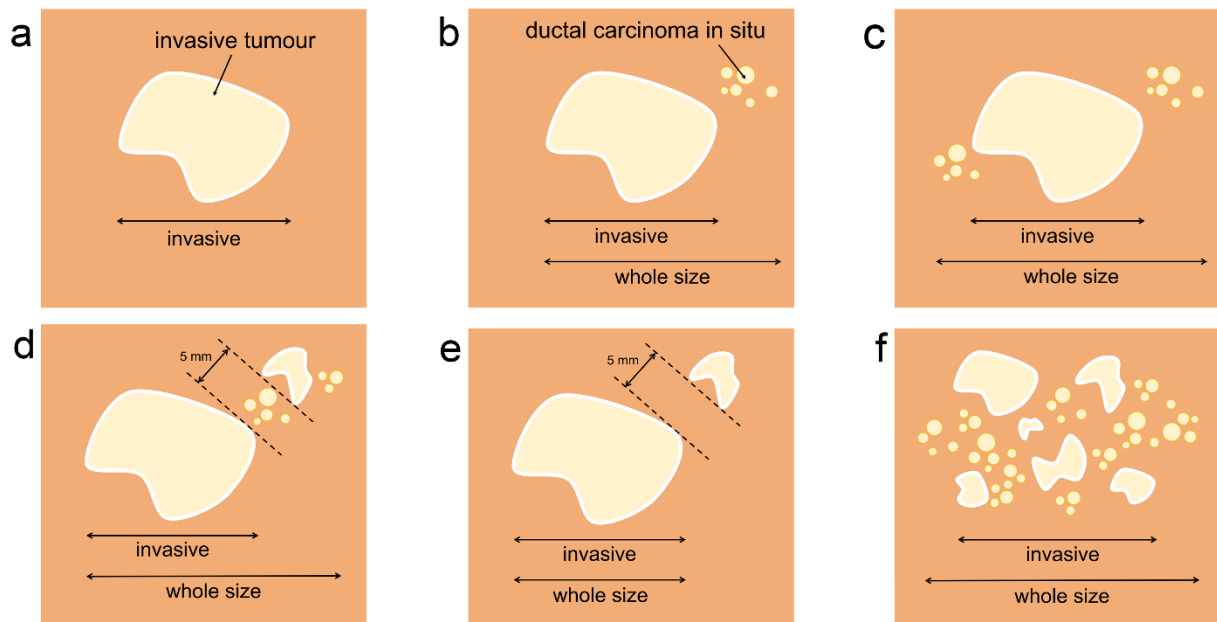 a
invasive tumour
invasive
b
ductal carcinoma in situ
invasive
whole size
c
invasive
whole size
d
5 mm
invasive
whole size
e
5 mm
invasive
whole size
f
invasive
whole size